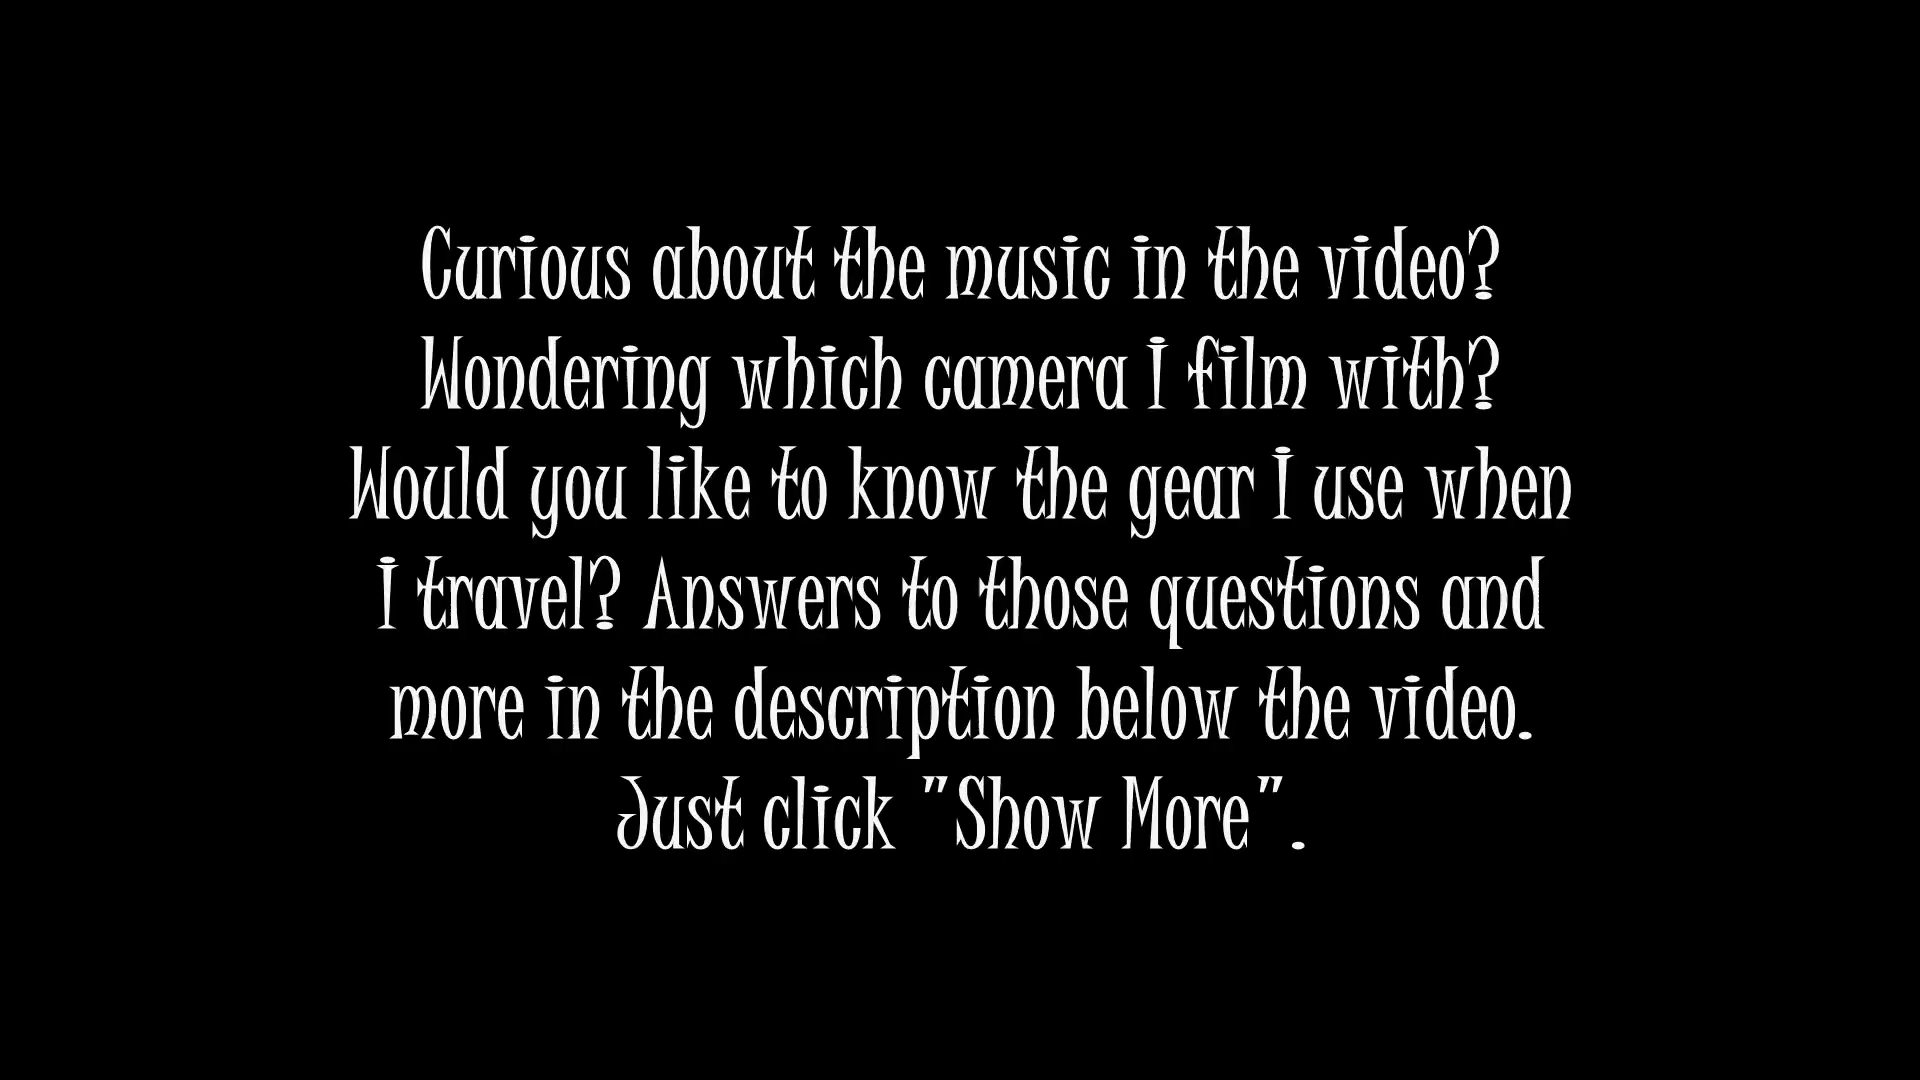 Curious about the music in the video?
Wondering which camera I film with?
Would you like to know the gear I use when
I travel? Answers to those questions and
more in the description below the video.
Just click "Show More".